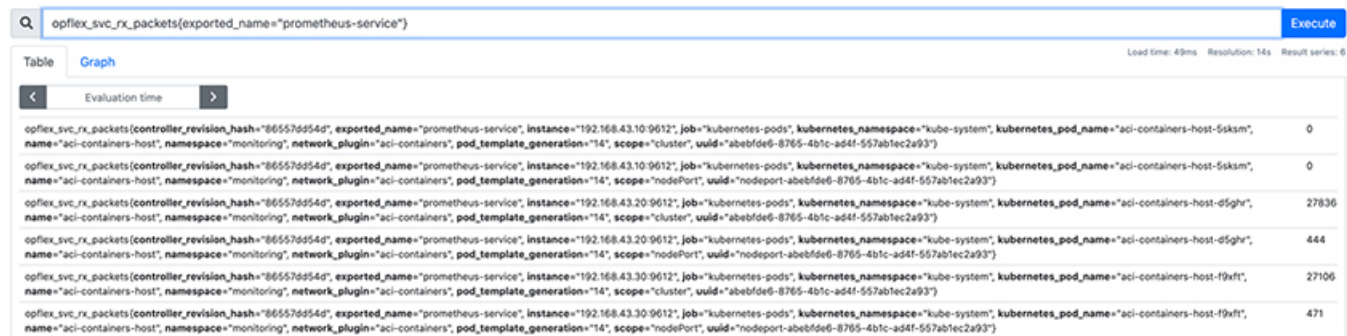 opflex_svc_rx_packets{exported_name="prometheus-service"}
Execute
Load time: 49ms Resolution: 14s Result series: 6
Table Graph
Evaluation time
opflex_svc_rx_packets{controller_revision_hash="86557dd54d", exported_name="prometheus-service", instance="192.168.43.10:9612", job="kubernetes-pods", kubernetes_namespace="kube-system", kubernetes_pod_name="aci-containers-host-5sksm", 0
name="aci-containers-host", namespace="monitoring", network_plugin="aci-containers", pod_template_generation="14", scope="cluster", uuid="abebfde6-8765-4b1c-ad4f-557ab1ec2a93"}
opflex_svc_rx_packets{controller_revision_hash="86557dd54d", exported_name="prometheus-service", instance="192.168.43.10:9612", job="kubernetes-pods", kubernetes_namespace="kube-system", kubernetes_pod_name="aci-containers-host-5sksm", 0
name="aci-containers-host", namespace="monitoring", network_plugin="aci-containers", pod_template_generation="14", scope="nodePort", uuid="nodeport-abebfde6-8765-4b1c-ad4f-557ab1ec2a93"}
opflex_svc_rx_packets{controller_revision_hash="86557dd54d", exported_name="prometheus-service", instance="192.168.43.20:9612", job="kubernetes-pods", kubernetes_namespace="kube-system", kubernetes_pod_name="aci-containers-host-d5ghr", 27836
name="aci-containers-host", namespace="monitoring", network_plugin="aci-containers", pod_template_generation="14", scope="cluster", uuid="abebfde6-8765-4b1c-ad4f-557ab1ec2a93"}
opflex_svc_rx_packets{controller_revision_hash="86557dd54d", exported_name="prometheus-service", instance="192.168.43.20:9612", job="kubernetes-pods", kubernetes_namespace="kube-system", kubernetes_pod_name="aci-containers-host-d5ghr", 444
name="aci-containers-host", namespace="monitoring", network_plugin="aci-containers", pod_template_generation="14", scope="nodePort", uuid="nodeport-abebfde6-8765-4b1c-ad4f-557ab1ec2a93"}
opflex_svc_rx_packets{controller_revision_hash="86557dd54d", exported_name="prometheus-service", instance="192.168.43.30:9612", job="kubernetes-pods", kubernetes_namespace="kube-system", kubernetes_pod_name="aci-containers-host-f9xft", 27106
name="aci-containers-host", namespace="monitoring", network_plugin="aci-containers", pod_template_generation="14", scope="cluster", uuid="abebfde6-8765-4b1c-ad4f-557ab1ec2a93"}
opflex_svc_rx_packets{controller_revision_hash="86557dd54d", exported_name="prometheus-service", instance="192.168.43.30:9612", job="kubernetes-pods", kubernetes_namespace="kube-system", kubernetes_pod_name="aci-containers-host-f9xft", 471
name="aci-containers-host", namespace="monitoring", network_plugin="aci-containers", pod_template_generation="14", scope="nodePort", uuid="nodeport-abebfde6-8765-4b1c-ad4f-557ab1ec2a93"}